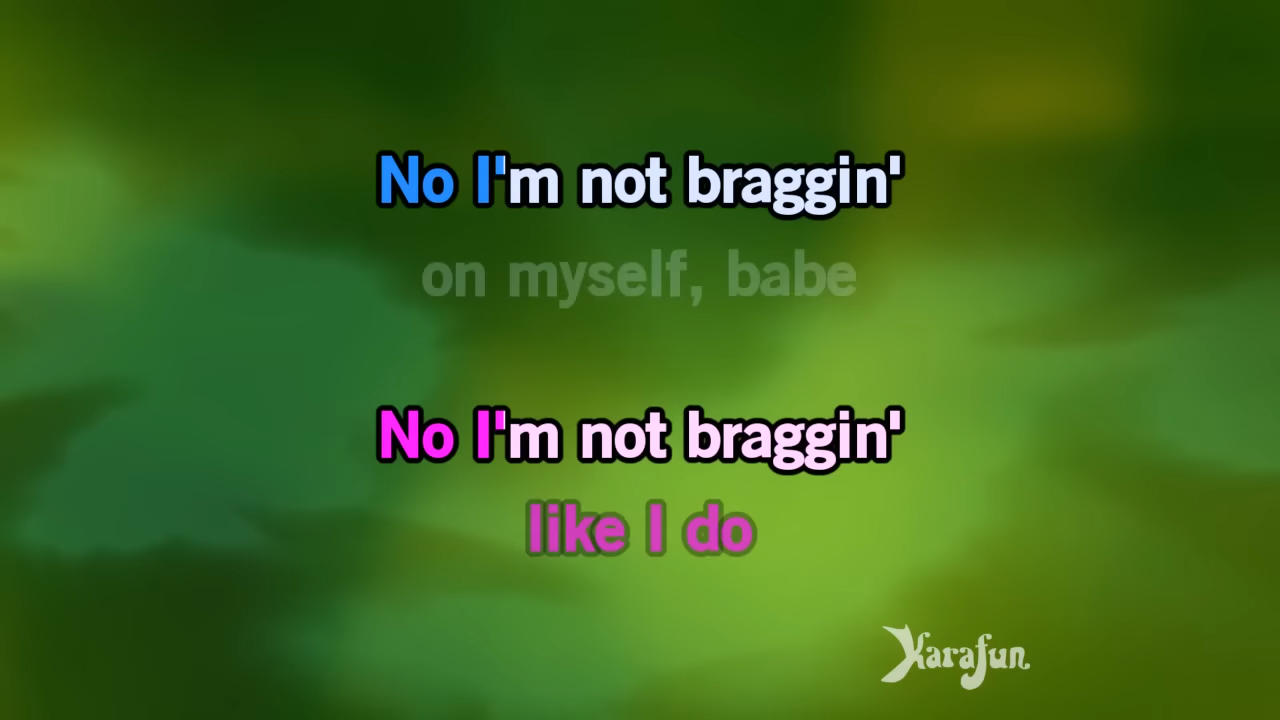 No I'm not braggin'
on myself, babe
No I'm not braggin'
like I do
Karafun